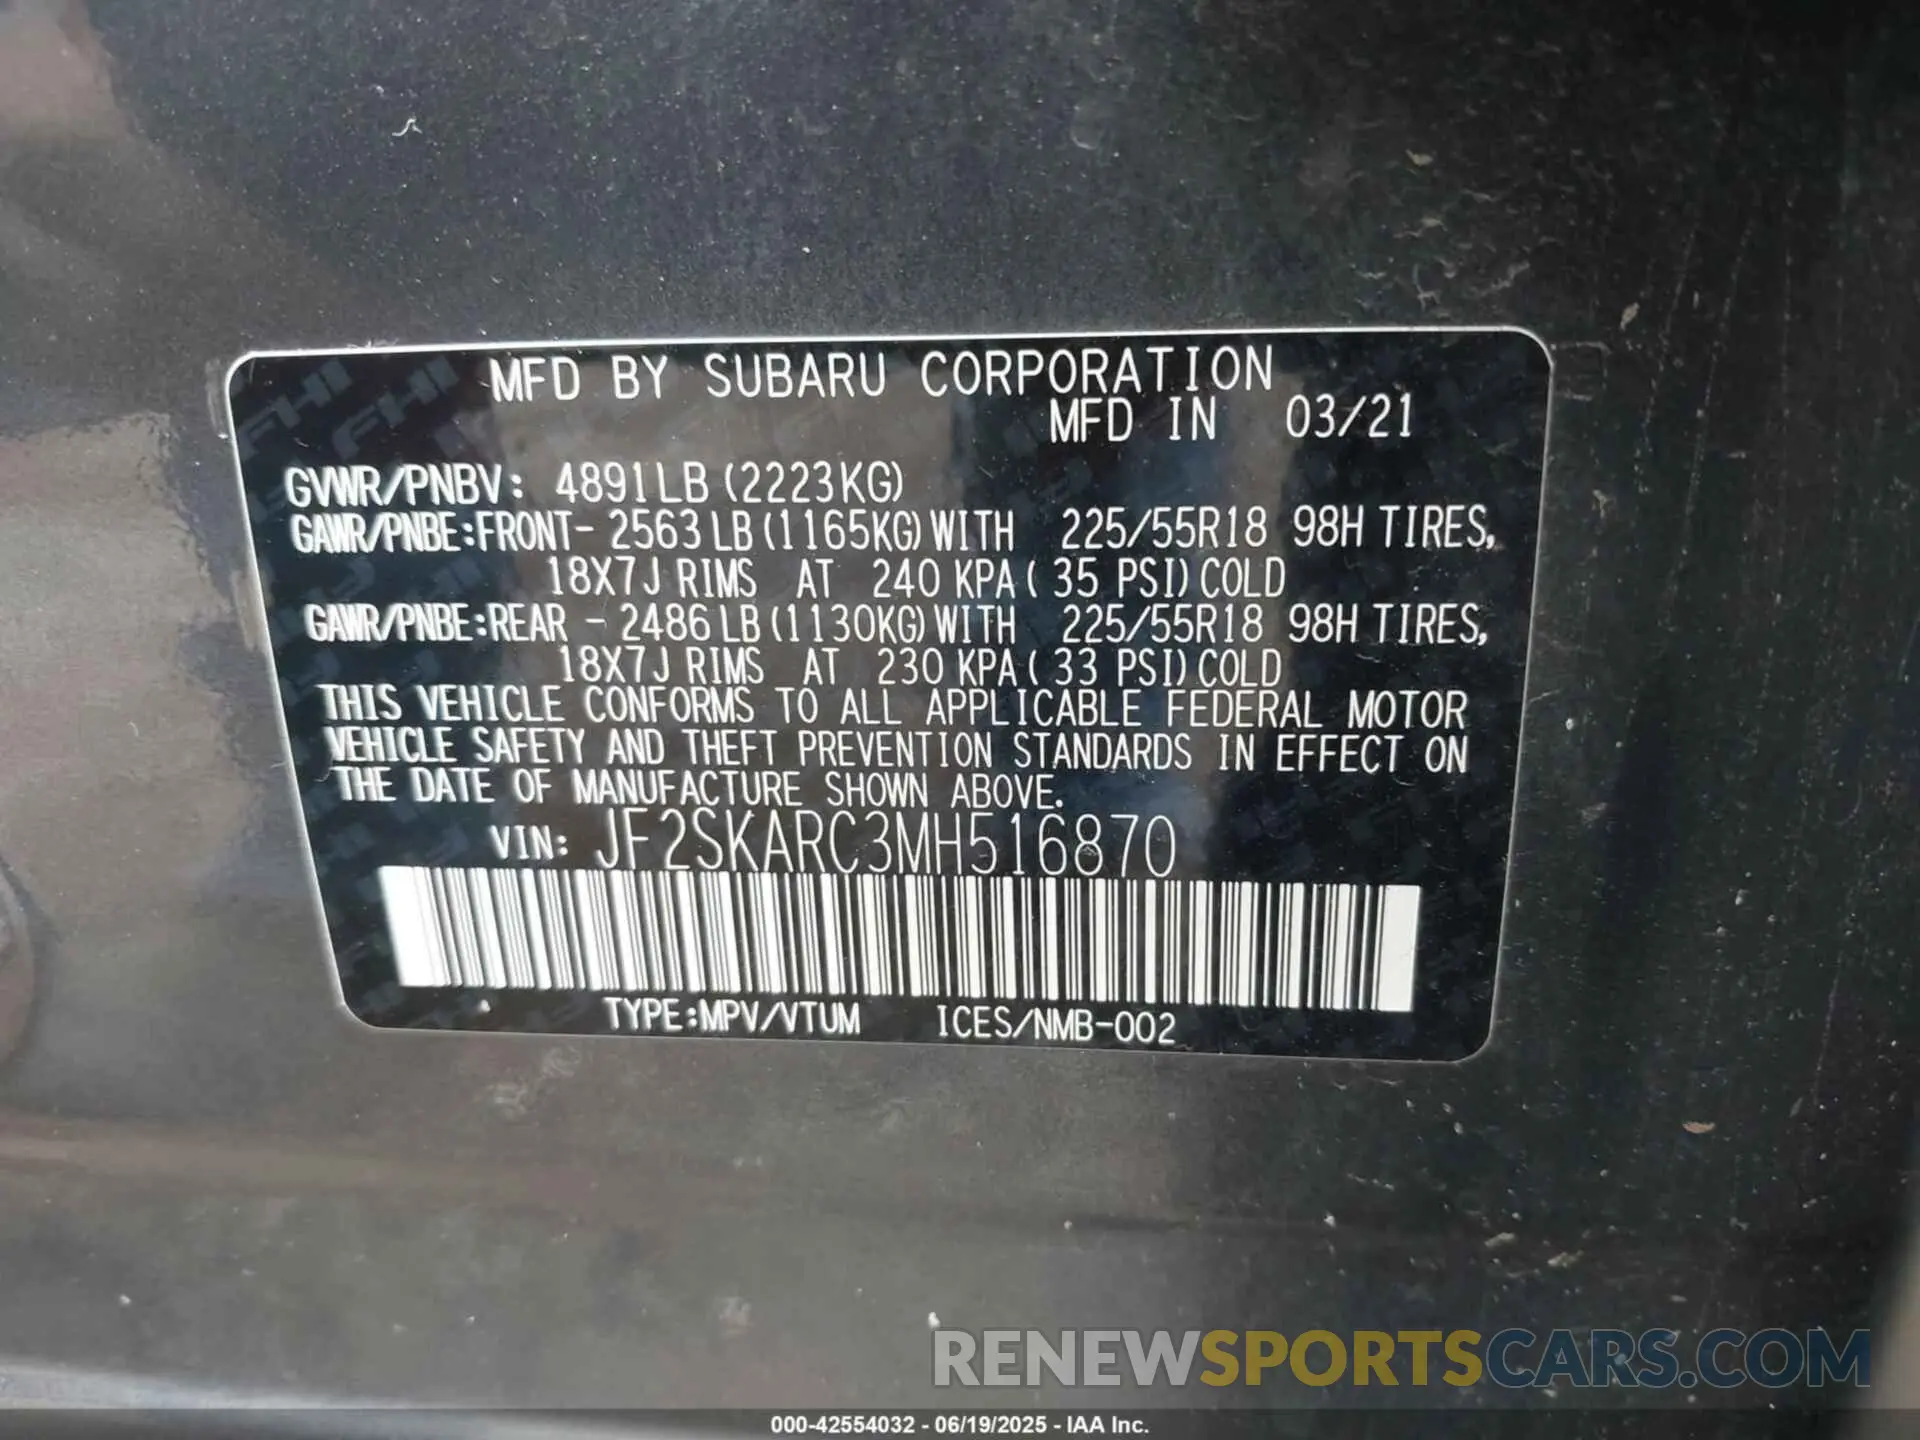 MFD BY SUBARU CORPORATION
MFD IN 03/21
GVWR/PNBV: 4891LB (2223KG)
GAWR/PNBE:FRONT- 2563 LB (1165KG) WITH 225/55R18 98H TIRES,
18X7J RIMS AT 240 KPA ( 35 PSI) COLD
GAWR/PNBE:REAR - 2486 LB (1130KG) WITH 225/55R18 98H TIRES,
18X7J RIMS AT 230 KPA ( 33 PSI) COLD
THIS VEHICLE CONFORMS TO ALL APPLICABLE FEDERAL MOTOR
VEHICLE SAFETY AND THEFT PREVENTION STANDARDS IN EFFECT ON
THE DATE OF MANUFACTURE SHOWN ABOVE.
VIN: JF2SKARC3MH516870
TYPE:MPV/VTUM ICES/NMB-002
RENEWSPORTSCARS.COM
000-42554032 - 06/19/2025 - IAA Inc.